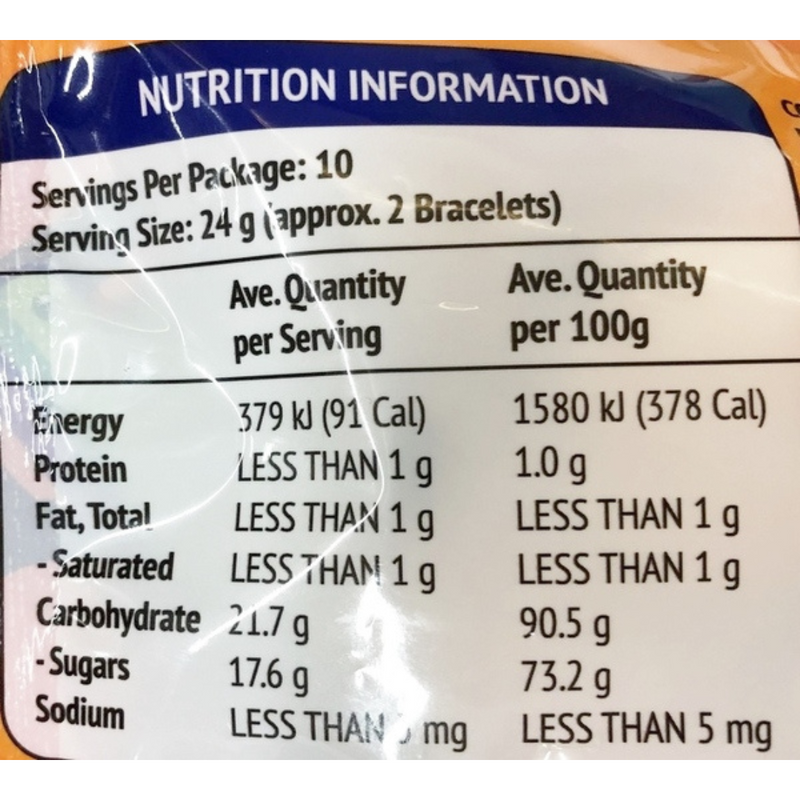 NUTRITION INFORMATION
Servings Per Package: 10
Serving Size: 24 g (approx. 2 Bracelets)
Ave. Quantity Ave. Quantity
per Serving per 100g
Energy 379 kJ (91 Cal) 1580 kJ (378 Cal)
Protein LESS THAN 1 g 1.0 g
Fat, Total LESS THAN 1 g LESS THAN 1 g
- Saturated LESS THAN 1 g LESS THAN 1 g
Carbohydrate 21.7 g 90.5 g
- Sugars 17.6 g 73.2 g
Sodium LESS THAN mg LESS THAN 5 mg